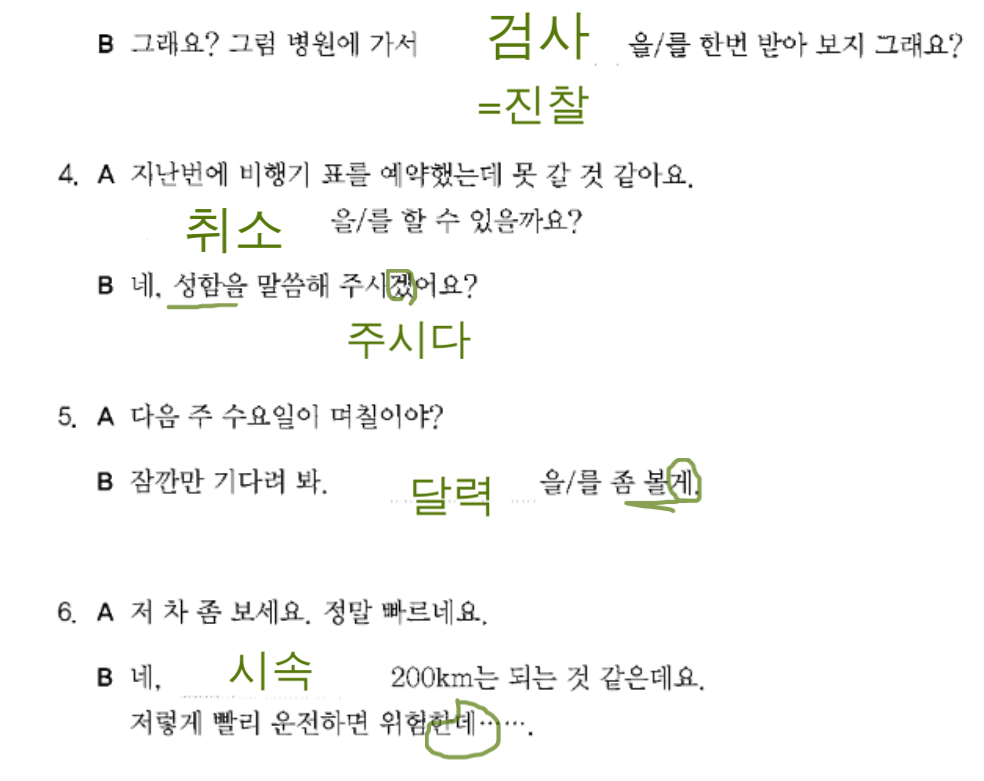 B 그래요? 그럼 병원에 가서 검사 을/를 한번 받아 보지 그래요?
=진찰
4. A 지난번에 비행기 표를 예약했는데 못 갈 것 같아요.
취소 을/를 할 수 있을까요?
B 네, 성함을 말씀해 주시겠어요?
주시다
5. A 다음 주 수요일이 며칠이야?
B 잠깐만 기다려 봐. 달력 을/를 좀 볼게.
6. A 저 차 좀 보세요. 정말 빠르네요.
B 네, 시속 200km는 되는 것 같은데요.
저렇게 빨리 운전하면 위험한데…….